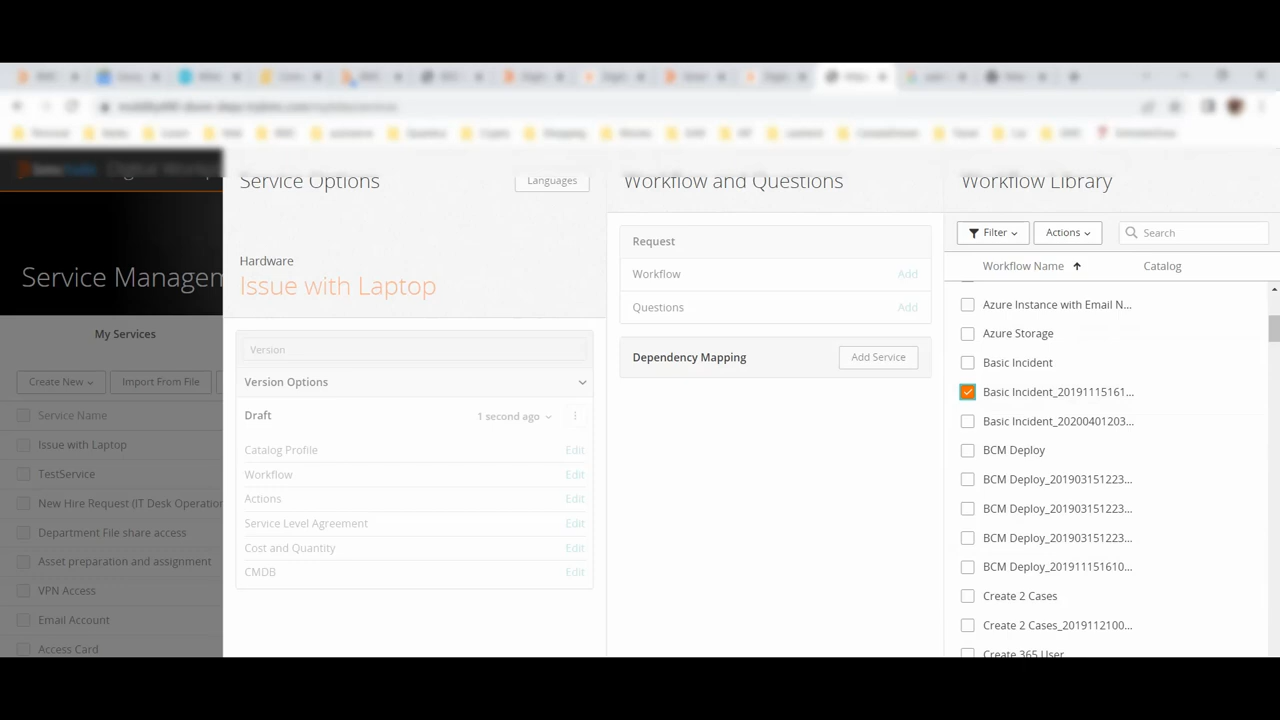 Service Options
Languages
Workflow and Questions
Workflow Library
Hardware
Issue with Laptop
Service Managem
My Services
Create New
Import From File
Service Name
Issue with Laptop
TestService
New Hire Request (IT Desk Operation
Department File share access
Asset preparation and assignment
VPN Access
Email Account
Access Card
Version
Version Options
Draft
1 second ago
Catalog Profile
Edit
Workflow
Edit
Actions
Edit
Service Level Agreement
Edit
Cost and Quantity
Edit
CMDB
Edit
Request
Workflow
Add
Questions
Add
Dependency Mapping
Add Service
Filter
Actions
Search
Workflow Name
Catalog
Azure Instance with Email N...
Azure Storage
Basic Incident
Basic Incident_20191115161...
Basic Incident_20200401203...
BCM Deploy
BCM Deploy_201903151223...
BCM Deploy_201903151223...
BCM Deploy_201903151223...
BCM Deploy_201911151610...
Create 2 Cases
Create 2 Cases_2019112100...
Create 365 User